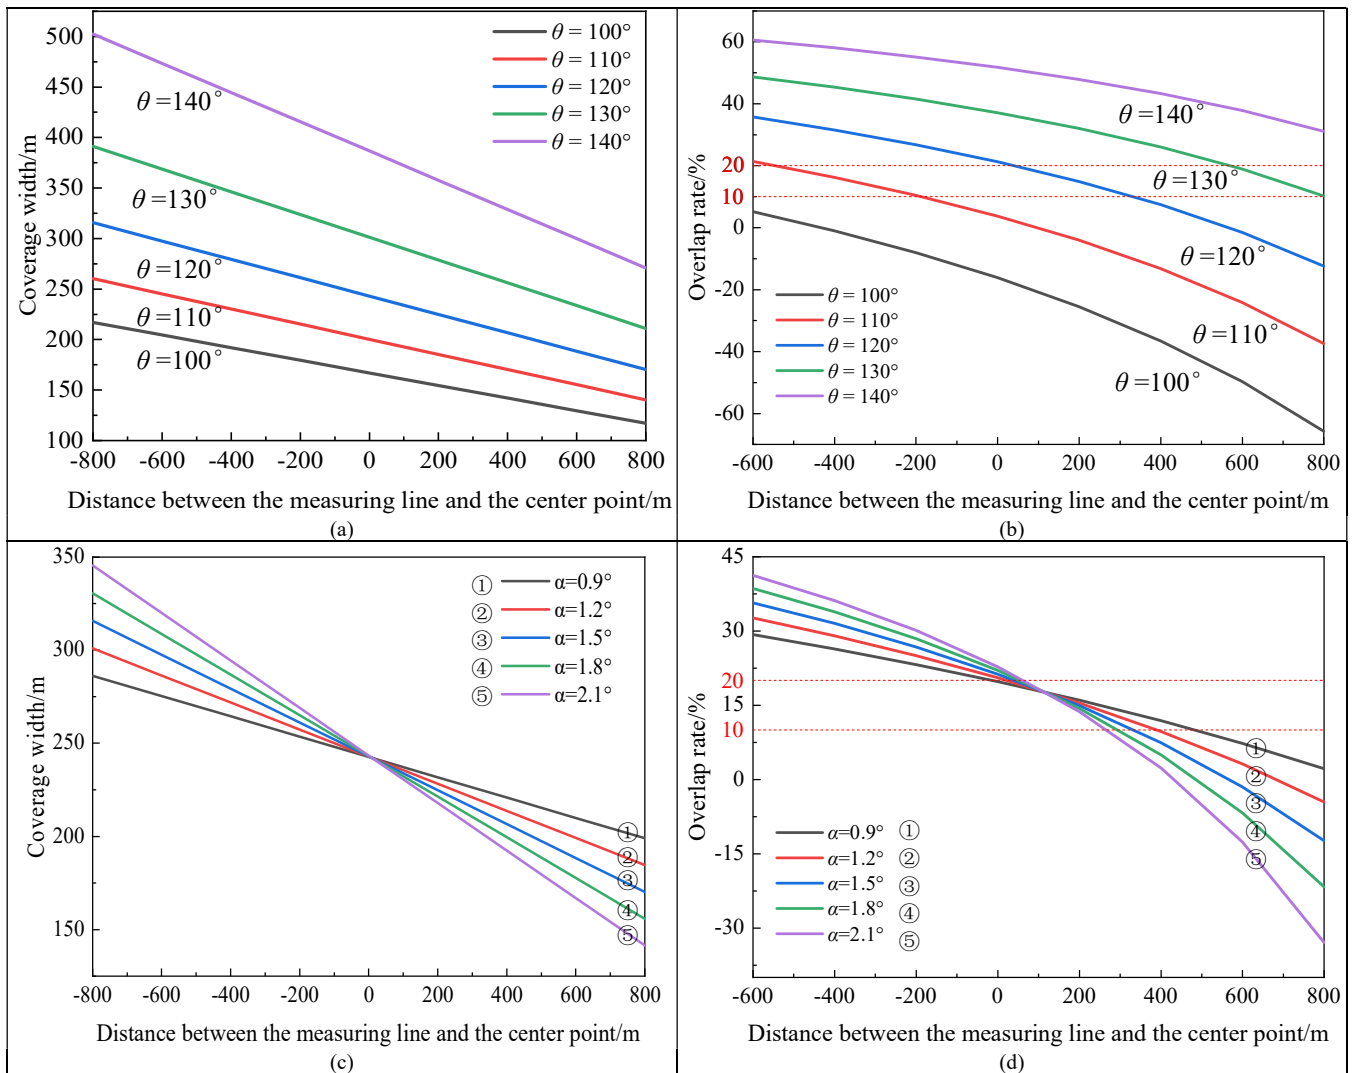 Coverage width/m
500
450
400
350
300
250
200
150
100
-800
-600
-400
-200
0
200
400
600
800
θ = 100°
θ = 110°
θ = 120°
θ = 130°
θ = 140°
θ =140°
θ =130°
θ =120°
θ =110°
θ =100°
Distance between the measuring line and the center point/m
(a)
Overlap rate/%
60
40
20
10
0
-20
-40
-60
-600
-400
-200
0
200
400
600
800
θ =140°
θ =130°
θ =120°
θ =110°
θ =100°
θ = 100°
θ = 110°
θ = 120°
θ = 130°
θ = 140°
Distance between the measuring line and the center point/m
(b)
Coverage width/m
350
300
250
200
150
-800
-600
-400
-200
0
200
400
600
800
① α=0.9°
② α=1.2°
③ α=1.5°
④ α=1.8°
⑤ α=2.1°
①
②
③
④
⑤
Distance between the measuring line and the center point/m
(c)
Overlap rate/%
45
30
20
15
10
0
-15
-30
-600
-400
-200
0
200
400
600
800
①
②
③
④
⑤
α=0.9° ①
α=1.2° ②
α=1.5° ③
α=1.8° ④
α=2.1° ⑤
Distance between the measuring line and the center point/m
(d)